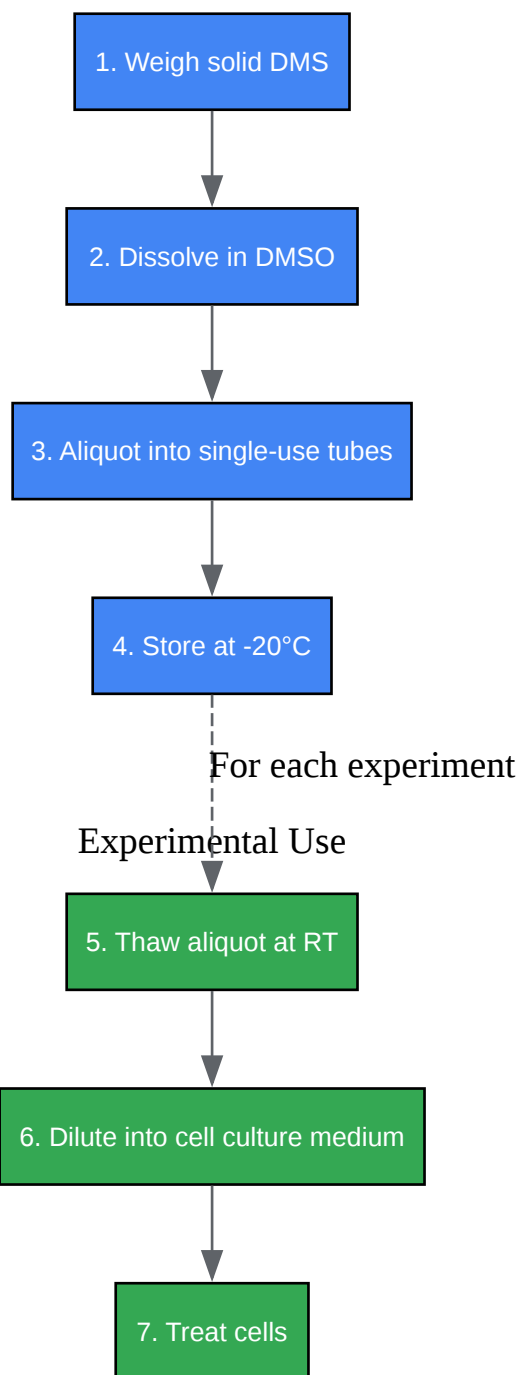 1. Weigh solid DMS
2. Dissolve in DMSO
3. Aliquot into single-use tubes
4. Store at -20°C
For each experiment
Experimental Use
5. Thaw aliquot at RT
6. Dilute into cell culture medium
7. Treat cells